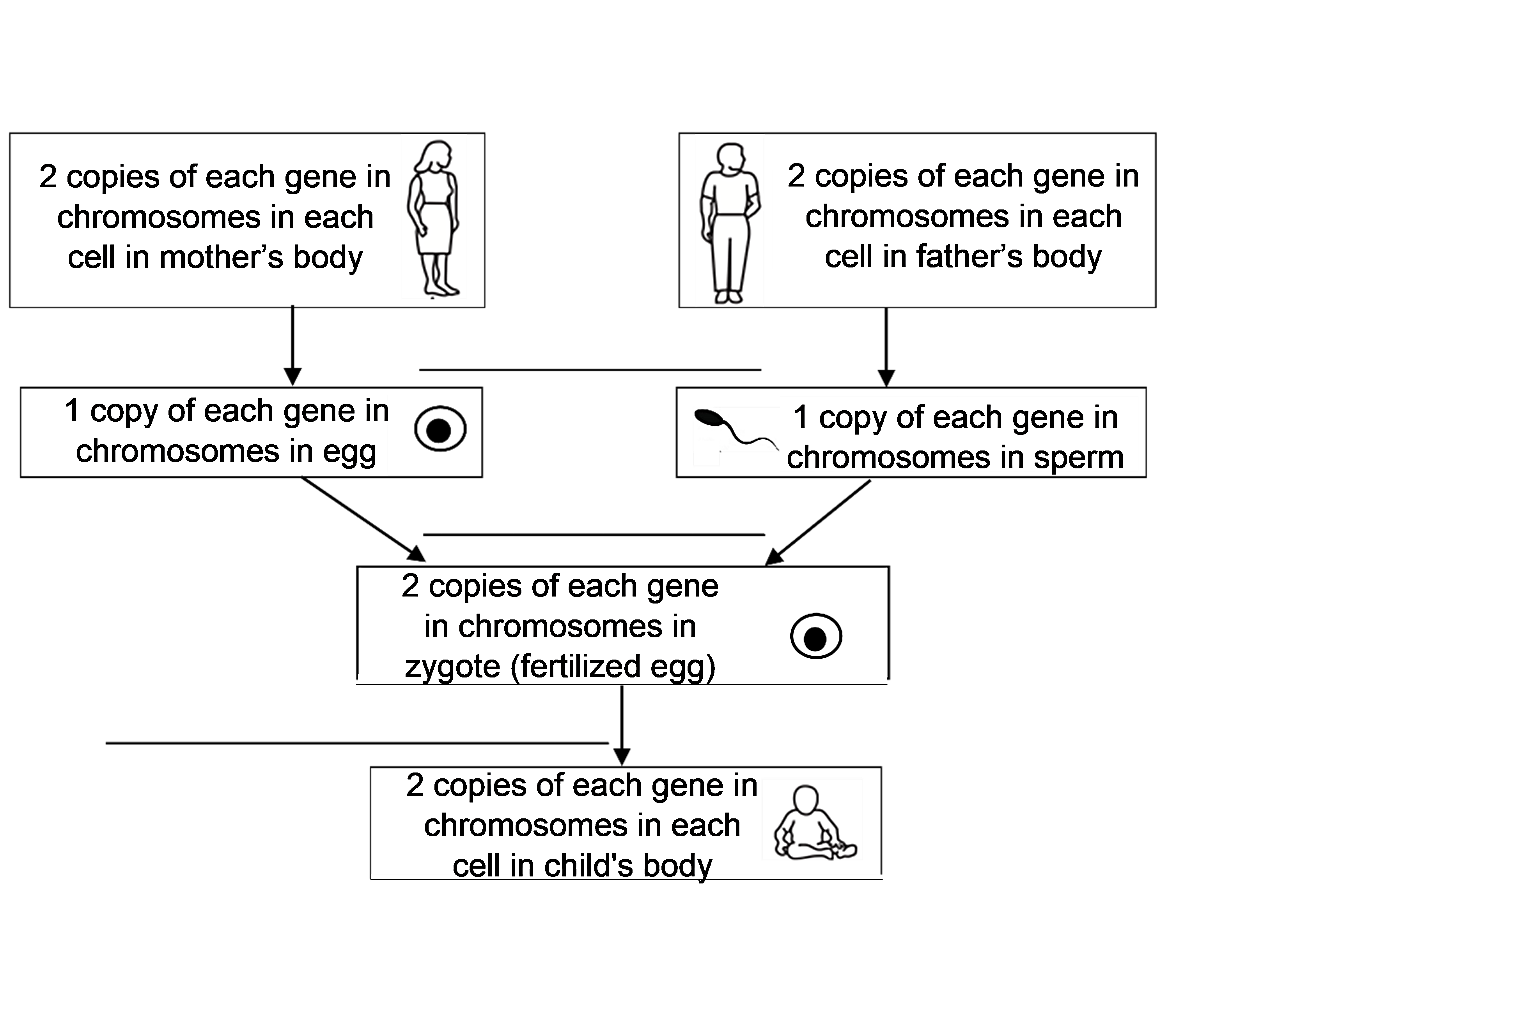 2 copies of each gene in
chromosomes in each
cell in mother’s body
2 copies of each gene in
chromosomes in each
cell in father’s body
1 copy of each gene in
chromosomes in egg
1 copy of each gene in
chromosomes in sperm
2 copies of each gene
in chromosomes in
zygote (fertilized egg)
2 copies of each gene in
chromosomes in each
cell in child's body